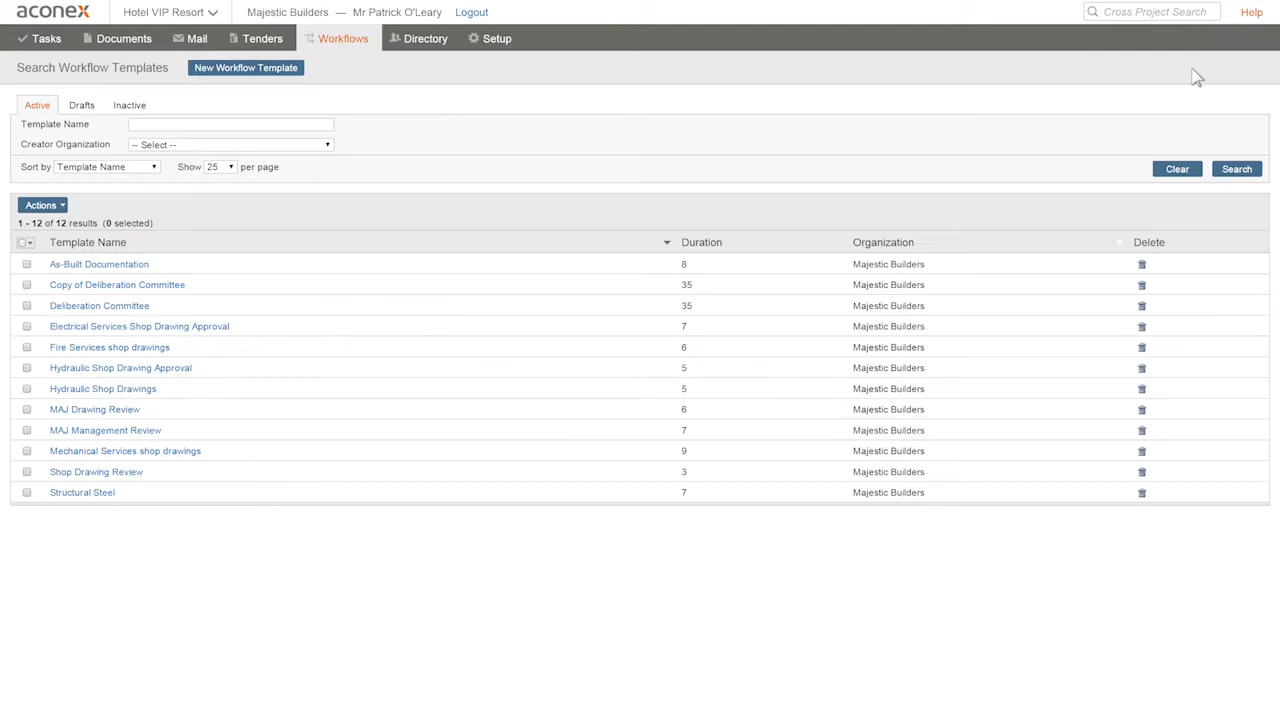 aconex Hotel VIP Resort Majestic Builders — Mr Patrick O'Leary Logout Cross Project Search Help
Tasks Documents Mail Tenders Workflows Directory Setup
Search Workflow Templates New Workflow Template
Active Drafts Inactive
Template Name
Creator Organization -- Select --
Sort by Template Name Show 25 per page Clear Search
Actions
1 - 12 of 12 results (0 selected)
Template Name Duration Organization Delete
As-Built Documentation 8 Majestic Builders
Copy of Deliberation Committee 35 Majestic Builders
Deliberation Committee 35 Majestic Builders
Electrical Services Shop Drawing Approval 7 Majestic Builders
Fire Services shop drawings 6 Majestic Builders
Hydraulic Shop Drawing Approval 5 Majestic Builders
Hydraulic Shop Drawings 5 Majestic Builders
MAJ Drawing Review 6 Majestic Builders
MAJ Management Review 7 Majestic Builders
Mechanical Services shop drawings 9 Majestic Builders
Shop Drawing Review 3 Majestic Builders
Structural Steel 7 Majestic Builders